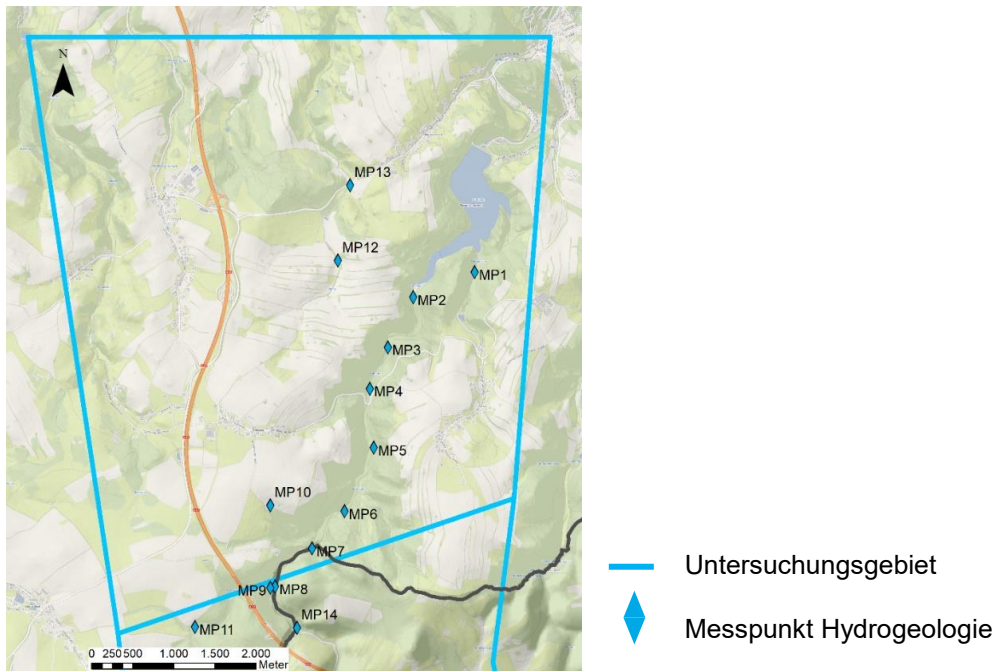 N
MP13
MP12
MP1
MP2
MP3
MP4
MP5
MP10
MP6
MP7
MP9 MP8
MP11
MP14
0 250 500 1.000 1.500 2.000
Meter
Untersuchungsgebiet
Messpunkt Hydrogeologie